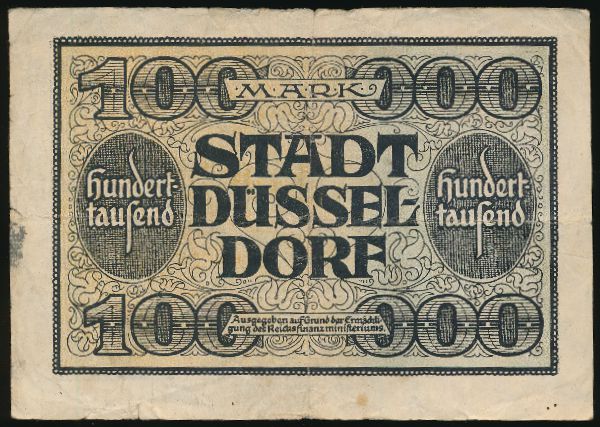 100 000
MARK
STADT
DÜSSEL-
DORF
hundert-
tausend
hundert-
tausend
100 000
Ausgegeben auf Grund der Ermächti-
gung des Reichsfinanzministeriums.